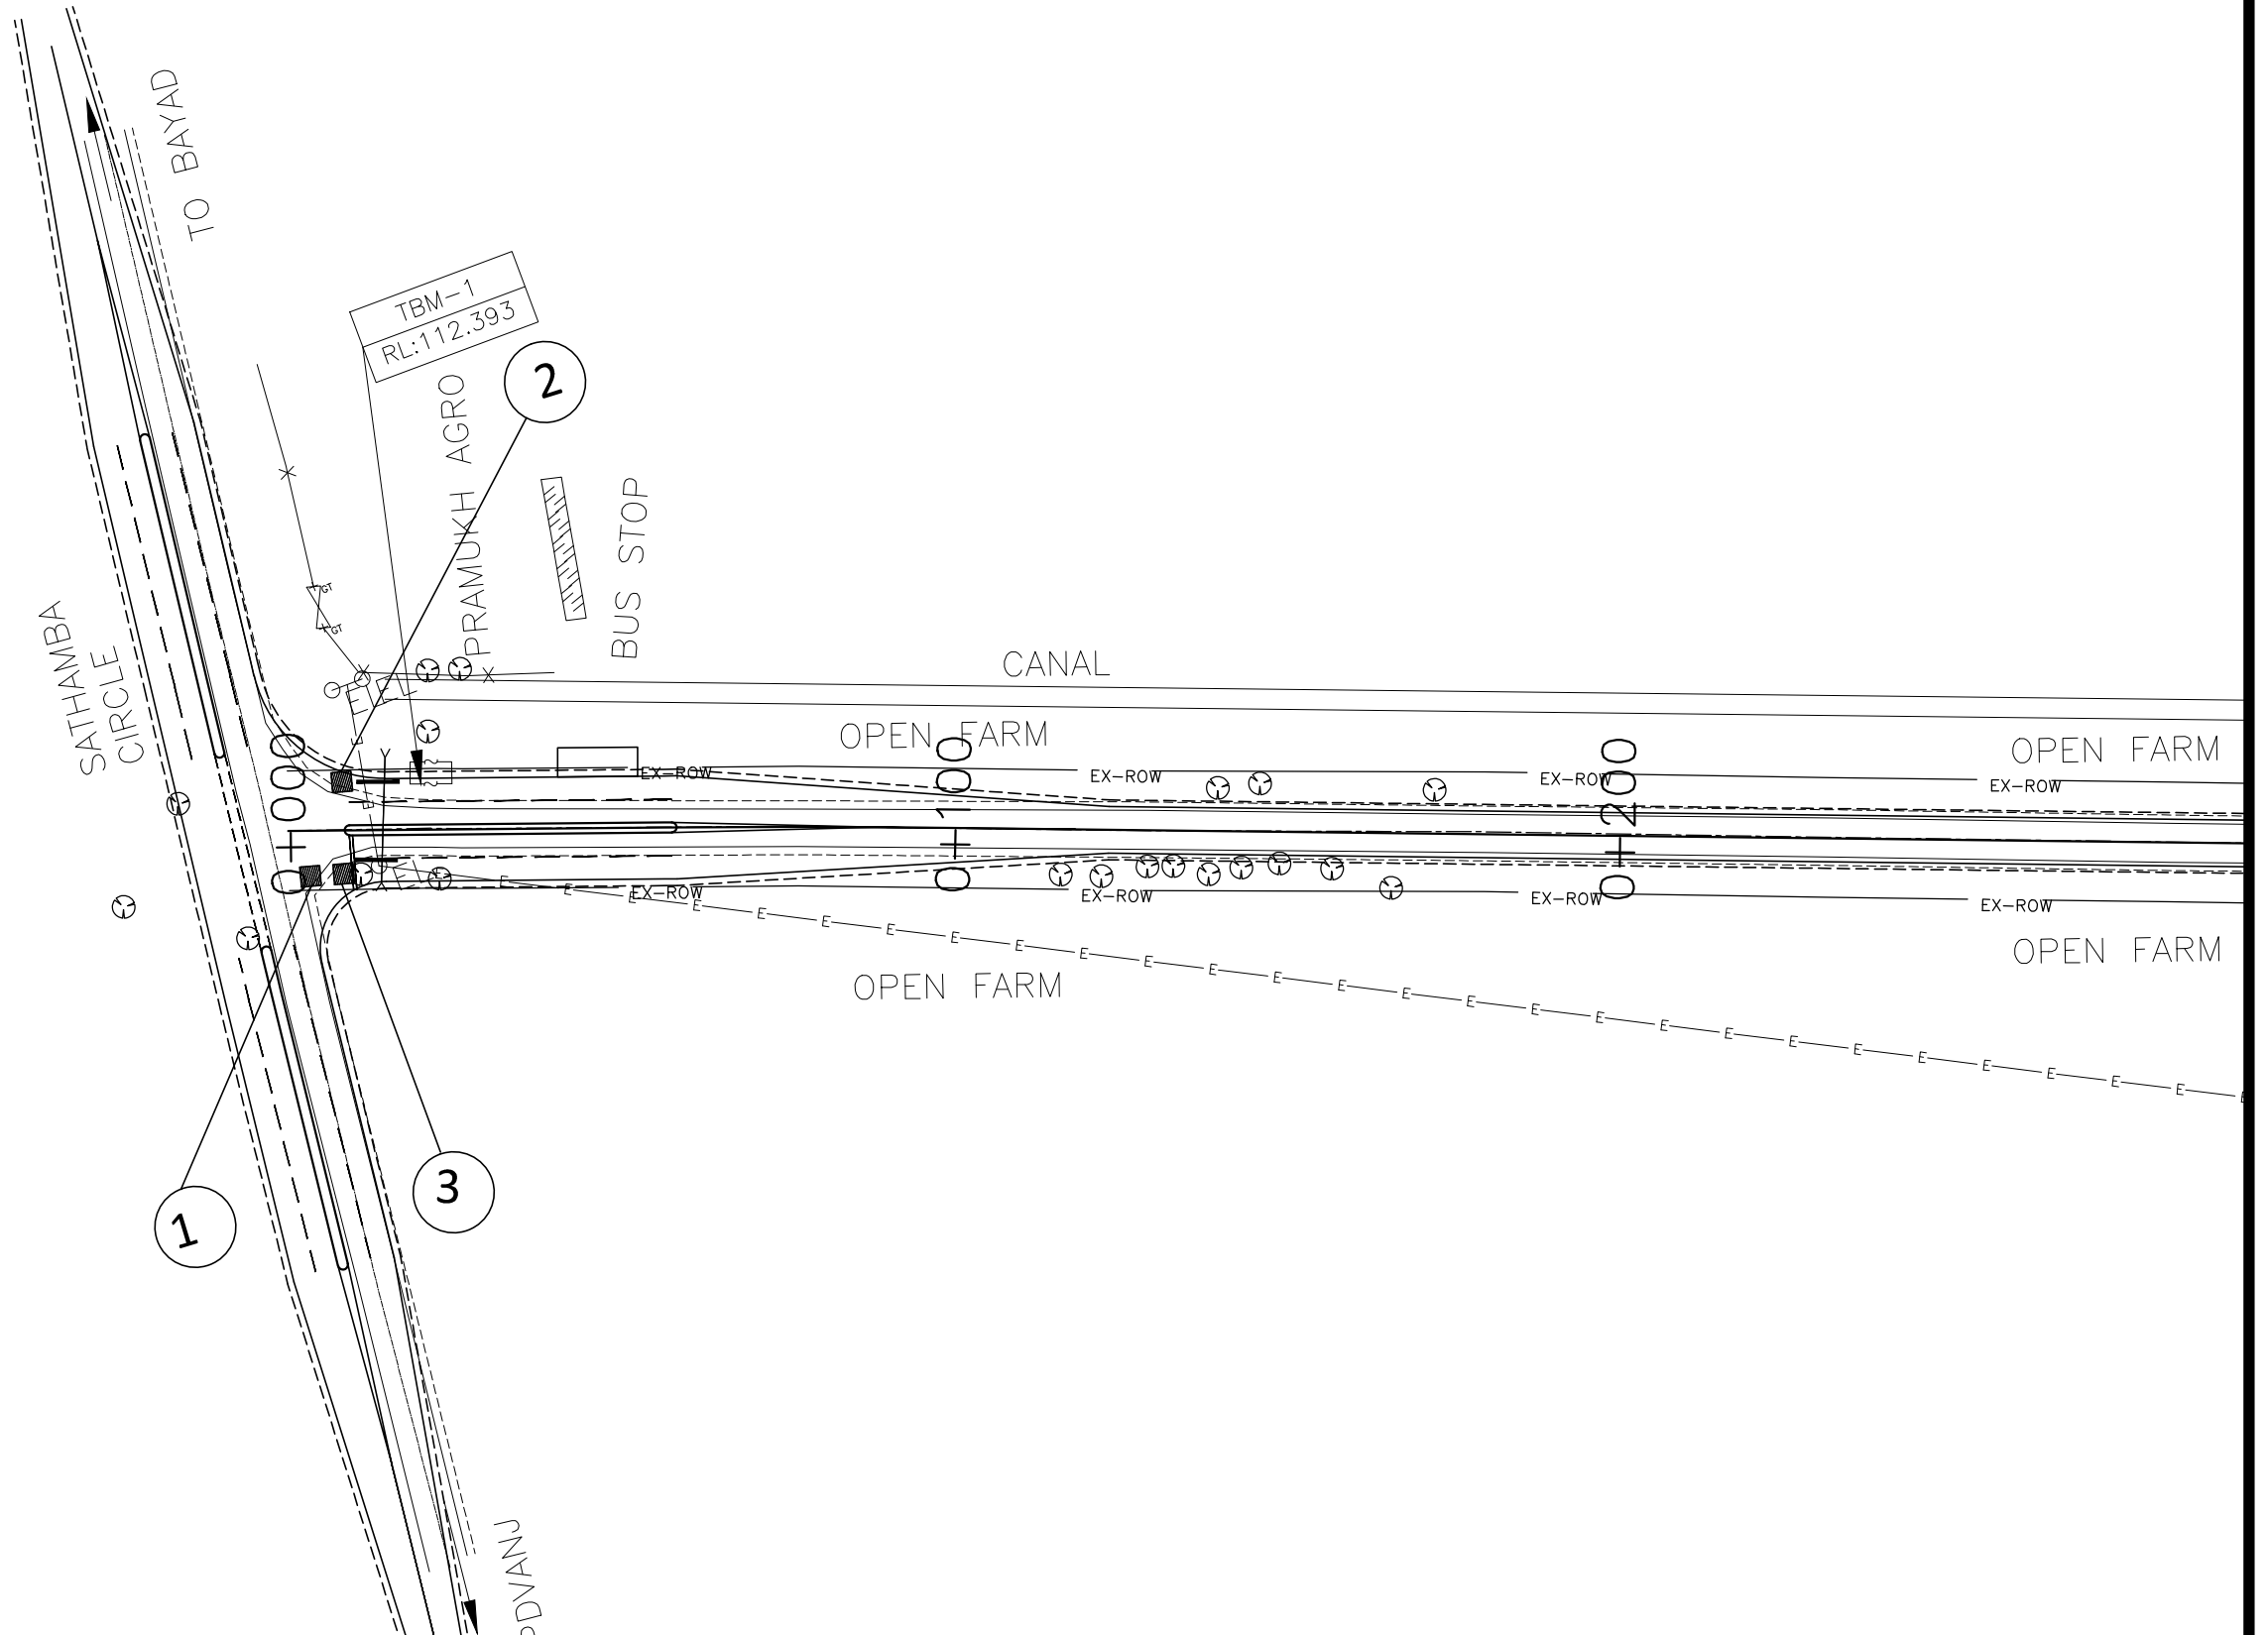 TO BAYAD
TBM-1
RL:112.393
2
PRAMUKH AGRO
BUS STOP
SATHAMBA
CIRCLE
GT
GT
CANAL
OPEN FARM
OPEN FARM
0+000
0+100
0+200
EX-ROW
EX-ROW
EX-ROW
EX-ROW
EX-ROW
EX-ROW
EX-ROW
EX-ROW
OPEN FARM
OPEN FARM
E E E E E E E E E E E E E E E E E E E E E E E E E E E
1
3